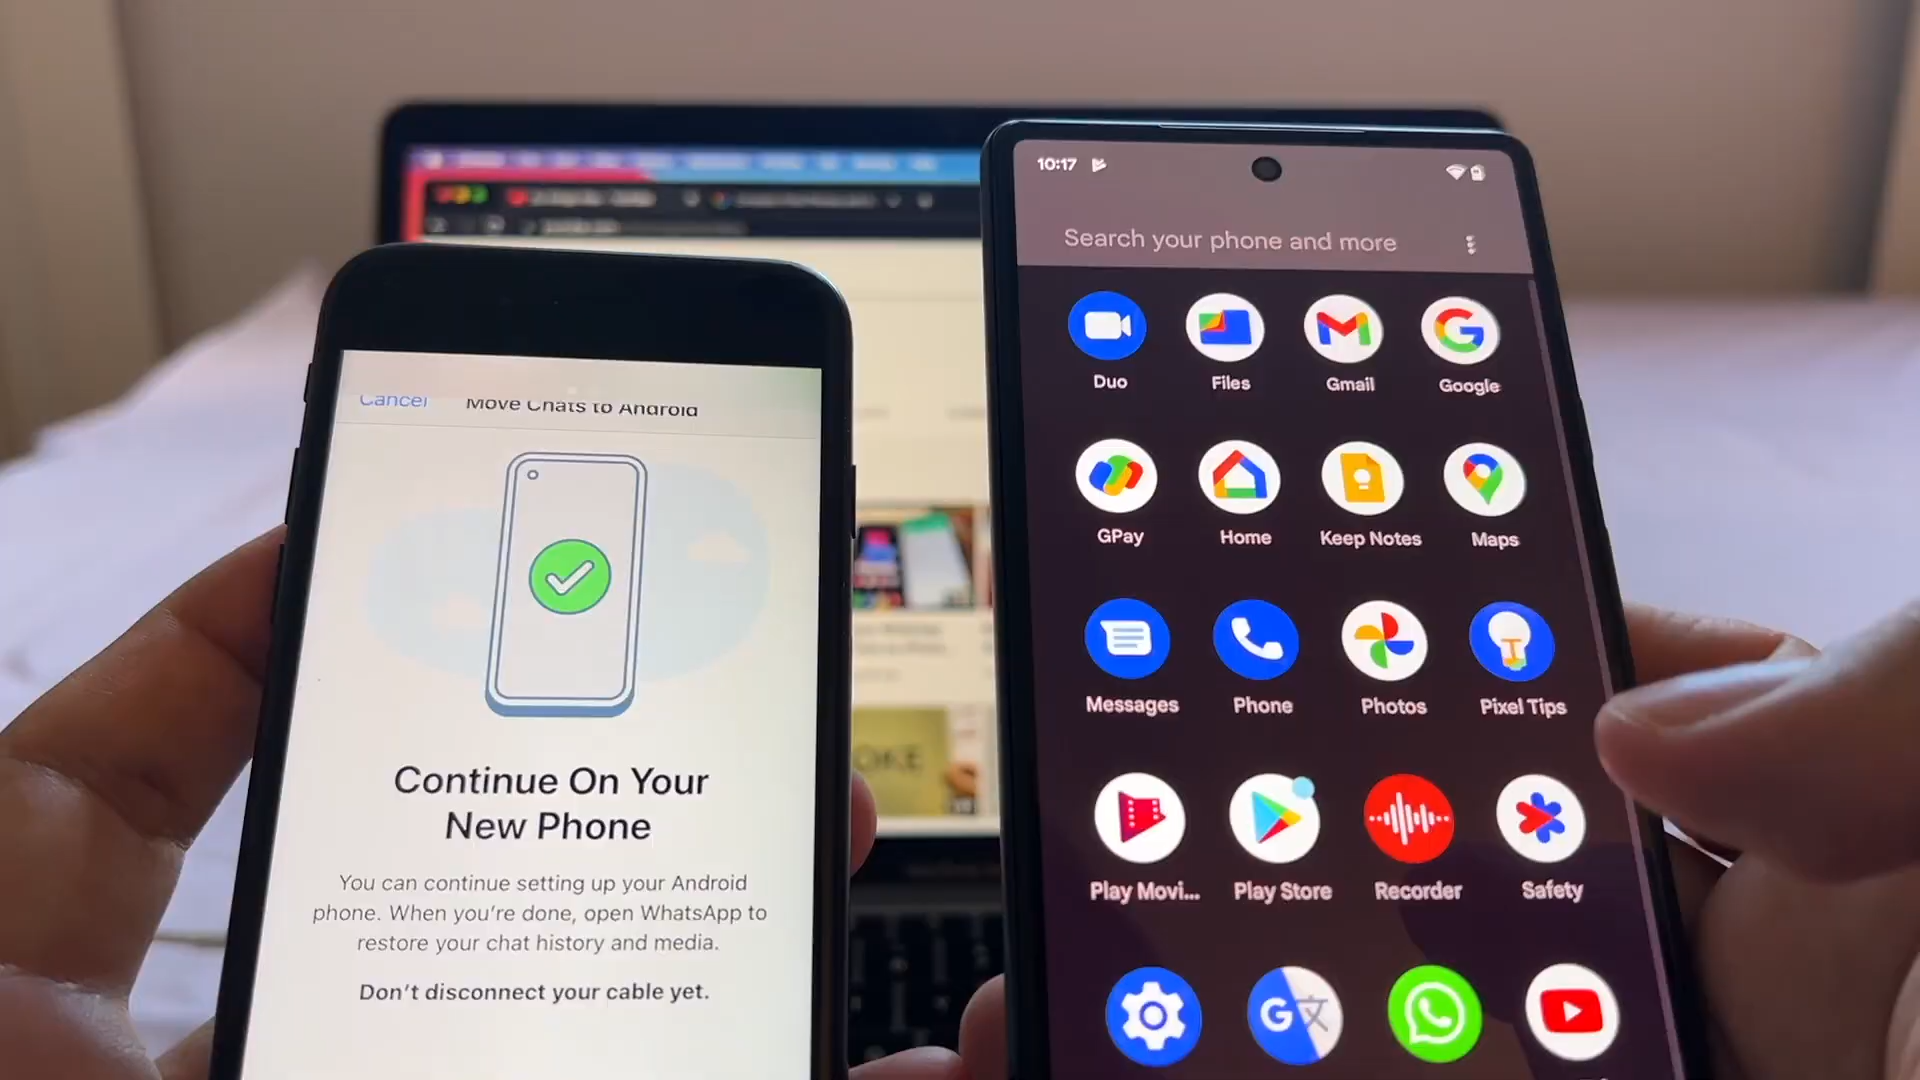 Cancel
Move Chats to Android
Continue On Your
New Phone
You can continue setting up your Android
phone. When you're done, open WhatsApp to
restore your chat history and media.
Don't disconnect your cable yet.
10:17
Search your phone and more
Duo
Files
Gmail
Google
GPay
Home
Keep Notes
Maps
Messages
Phone
Photos
Pixel Tips
Play Movi...
Play Store
Recorder
Safety